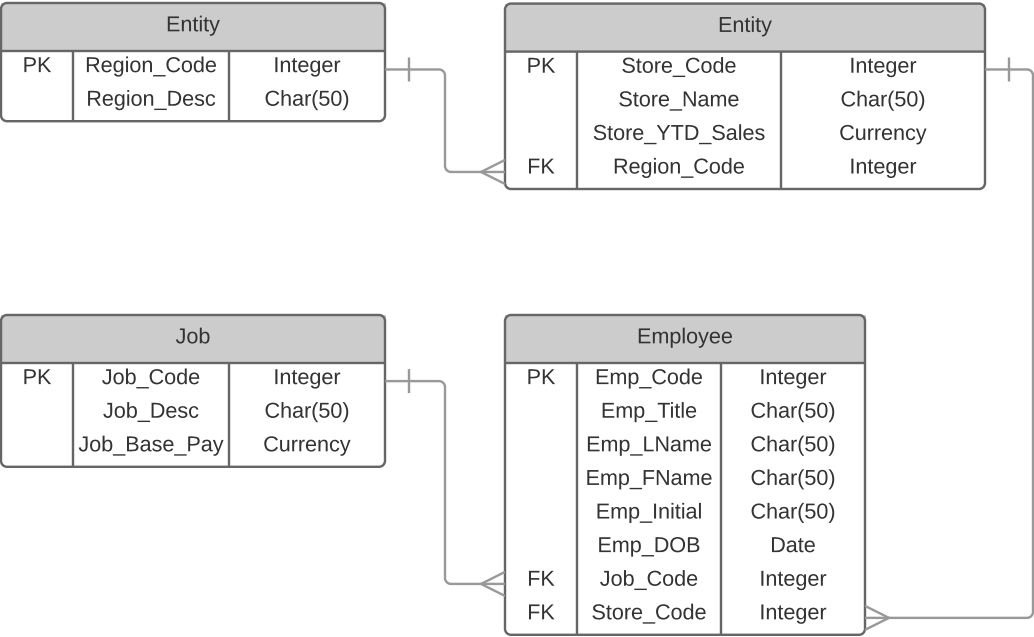 Entity
PK Region_Code Integer
Region_Desc Char(50)
Entity
PK Store_Code Integer
Store_Name Char(50)
Store_YTD_Sales Currency
FK Region_Code Integer
Job
PK Job_Code Integer
Job_Desc Char(50)
Job_Base_Pay Currency
Employee
PK Emp_Code Integer
Emp_Title Char(50)
Emp_LName Char(50)
Emp_FName Char(50)
Emp_Initial Char(50)
Emp_DOB Date
FK Job_Code Integer
FK Store_Code Integer